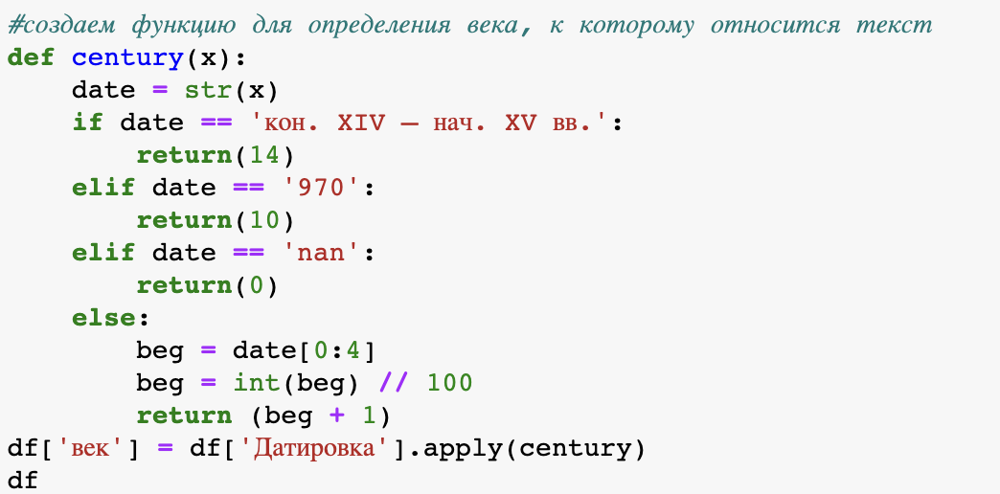 #создаем функцию для определения века, к которому относится текст
def century(x):
    date = str(x)
    if date == 'кон. XIV – нач. XV вв.':
        return(14)
    elif date == '970':
        return(10)
    elif date == 'nan':
        return(0)
    else:
        beg = date[0:4]
        beg = int(beg) // 100
        return (beg + 1)
df['век'] = df['Датировка'].apply(century)
df